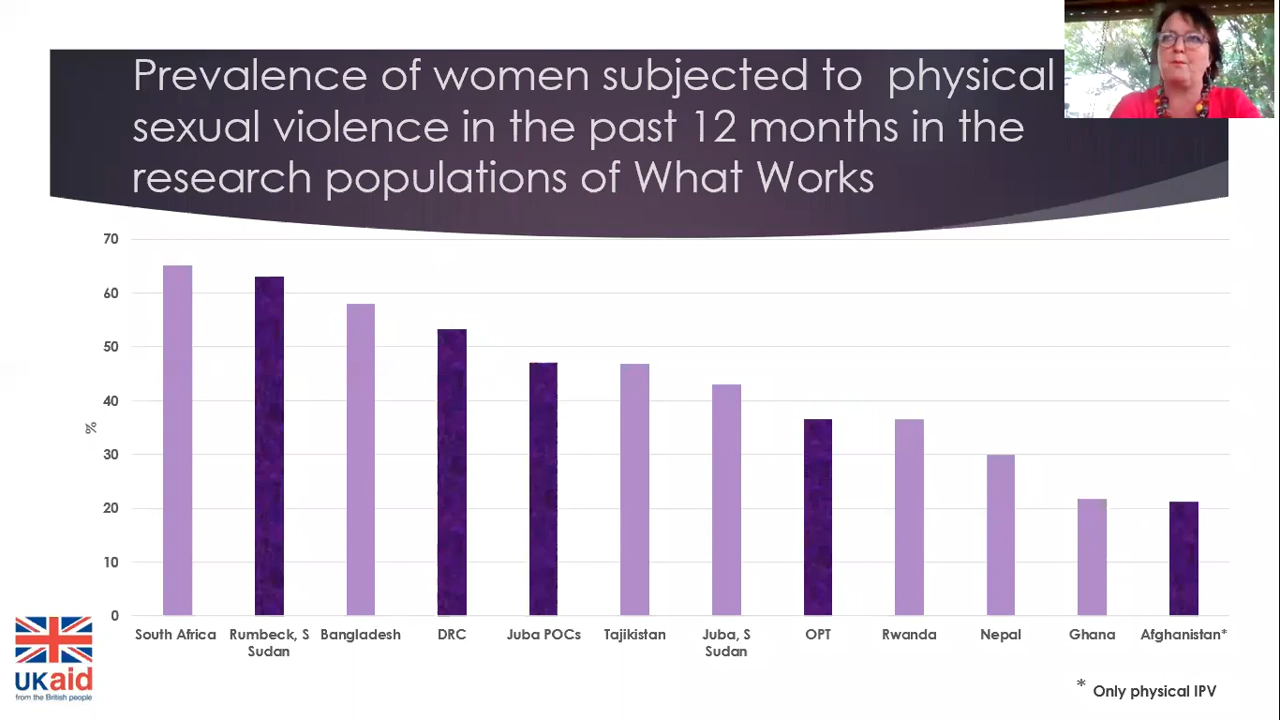 Prevalence of women subjected to  physical
sexual violence in the past 12 months in the
research populations of What Works
70
60
50
40
30
20
10
0
%
South Africa
Rumbeck, S
Sudan
Bangladesh
DRC
Juba POCs
Tajikistan
Juba, S
Sudan
OPT
Rwanda
Nepal
Ghana
Afghanistan*
* Only physical IPV
UKaid
from the British people